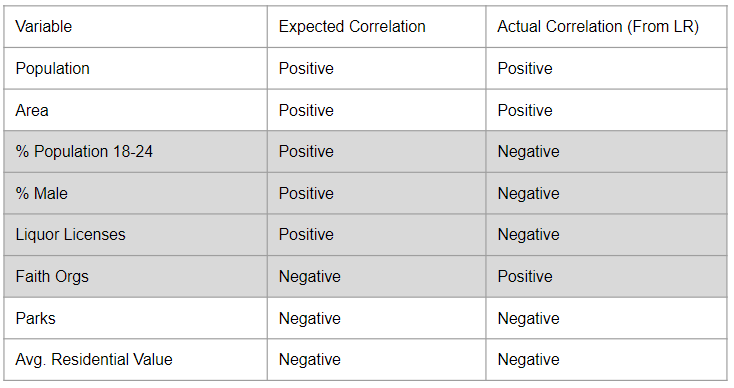 Variable Expected Correlation Actual Correlation (From LR)
Population Positive Positive
Area Positive Positive
% Population 18-24 Positive Negative
% Male Positive Negative
Liquor Licenses Positive Negative
Faith Orgs Negative Positive
Parks Negative Negative
Avg. Residential Value Negative Negative